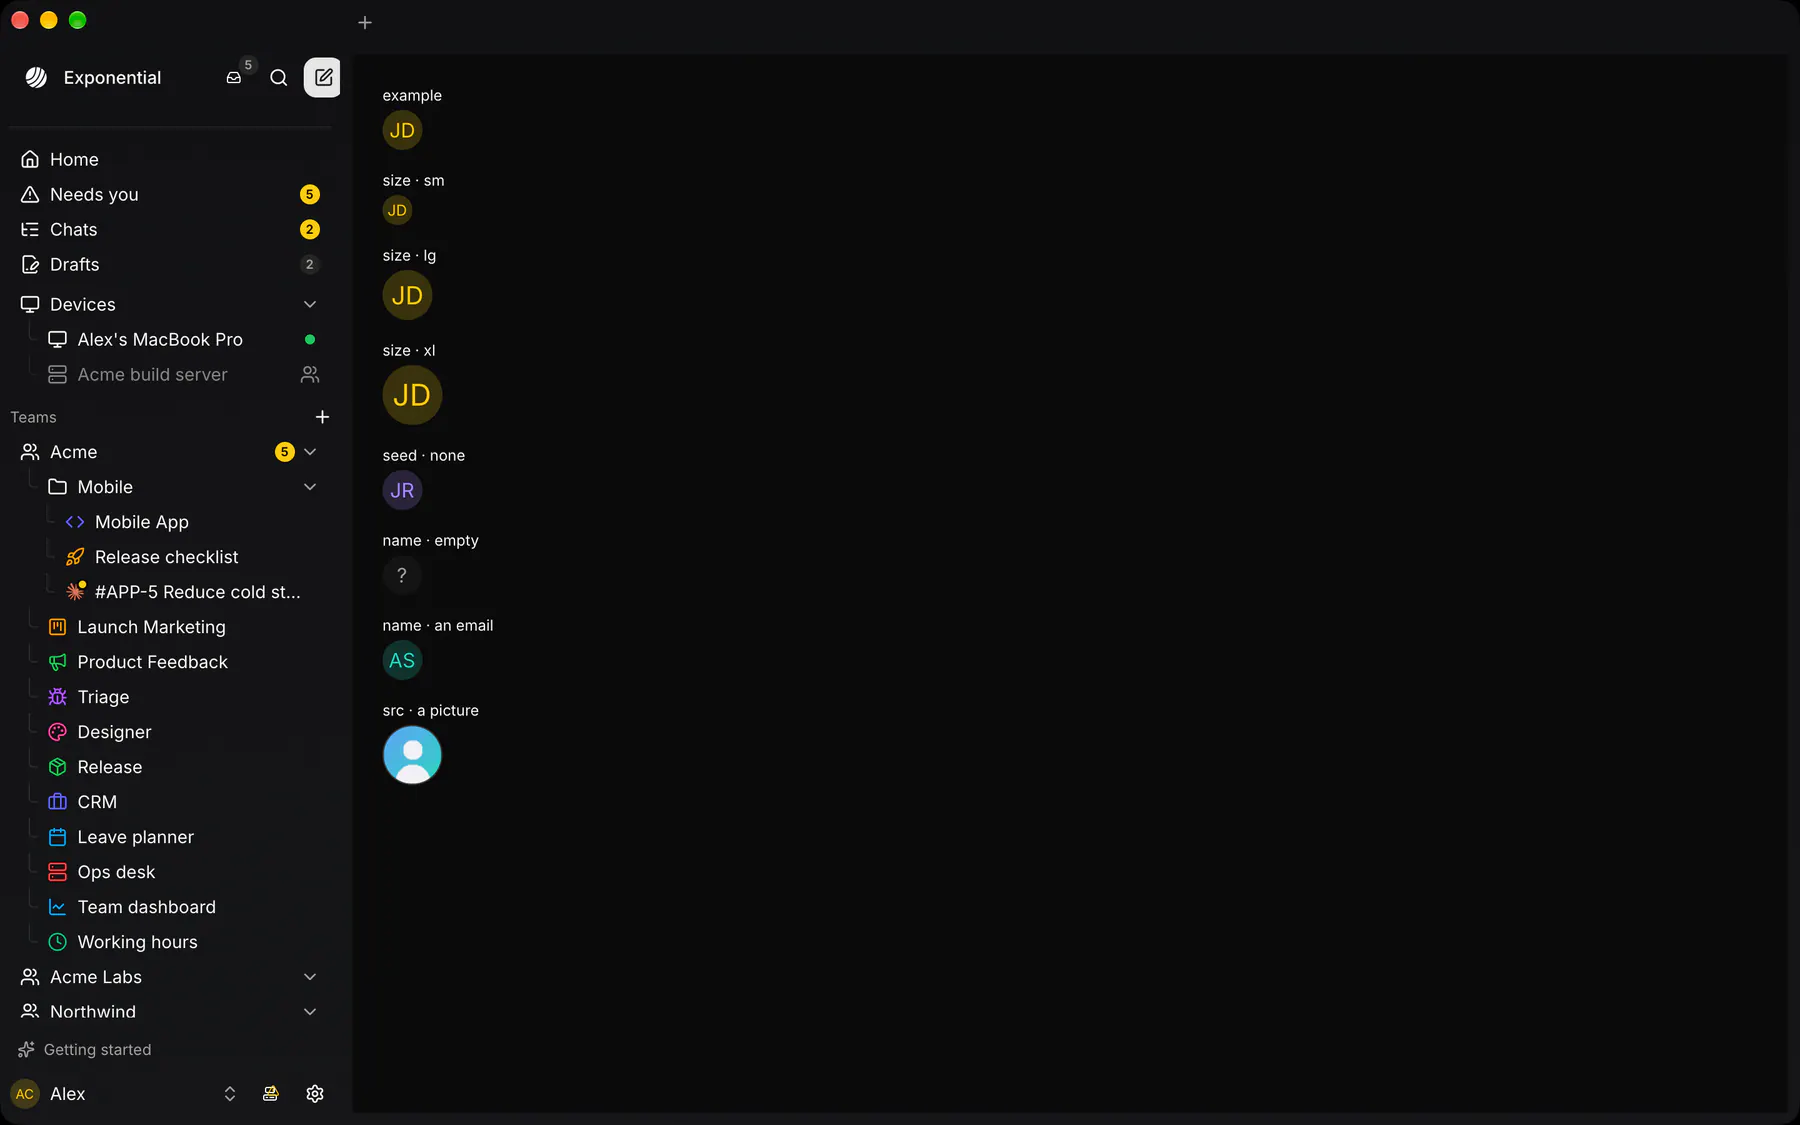 Exponential
5
Home
Needs you
5
Chats
2
Drafts
2
Devices
Alex's MacBook Pro
Acme build server
Teams
Acme
5
Mobile
Mobile App
Release checklist
#APP-5 Reduce cold st...
Launch Marketing
Product Feedback
Triage
Designer
Release
CRM
Leave planner
Ops desk
Team dashboard
Working hours
Acme Labs
Northwind
Getting started
AC
Alex
example
JD
size · sm
JD
size · lg
JD
size · xl
JD
seed · none
JR
name · empty
?
name · an email
AS
src · a picture